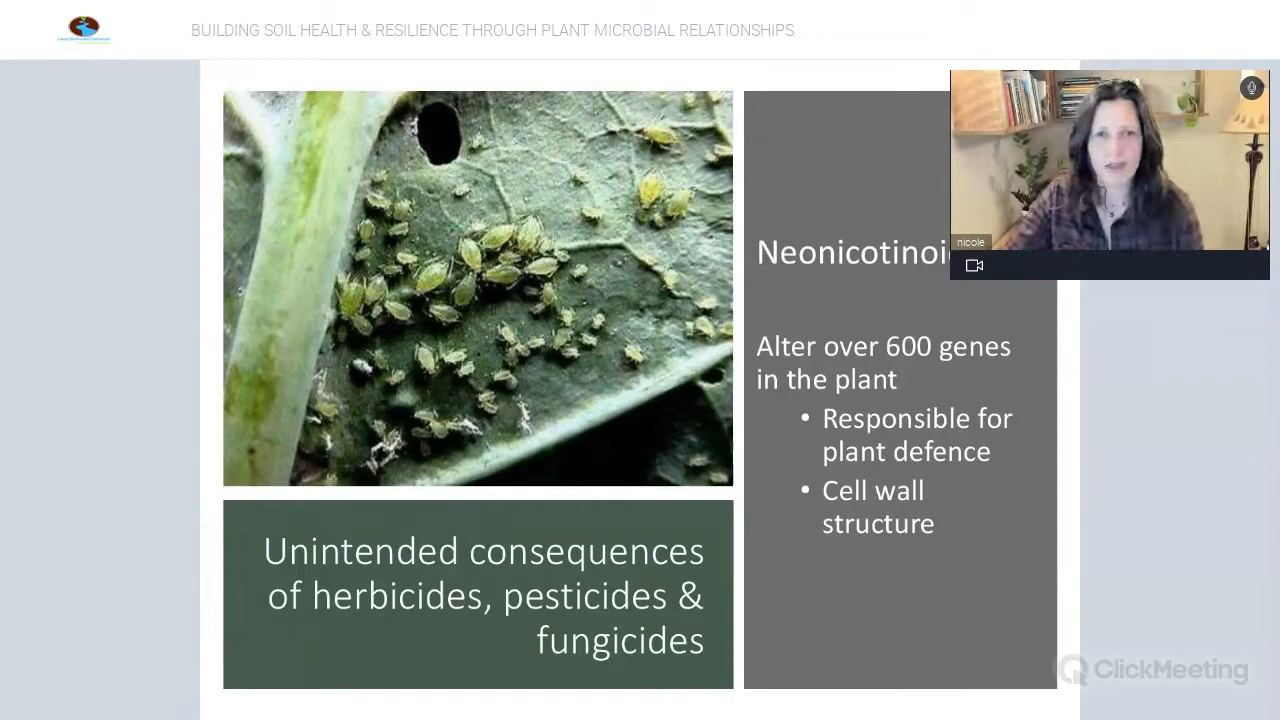 BUILDING SOIL HEALTH & RESILIENCE THROUGH PLANT MICROBIAL RELATIONSHIPS
nicole
Alter over 600 genes
in the plant
• Responsible for
plant defence
• Cell wall
structure
Unintended consequences
of herbicides, pesticides &
fungicides
ClickMeeting